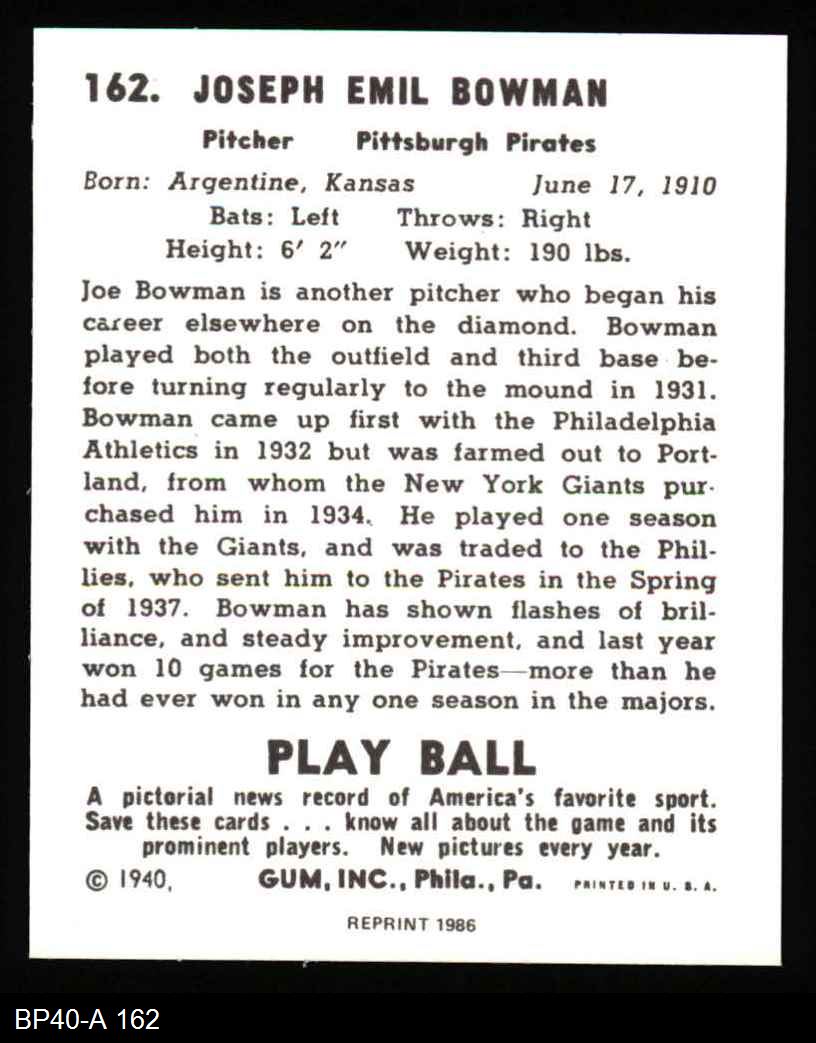 162. JOSEPH EMIL BOWMAN
Pitcher Pittsburgh Pirates
Born: Argentine, Kansas June 17, 1910
Bats: Left Throws: Right
Height: 6′ 2″ Weight: 190 lbs.
Joe Bowman is another pitcher who began his
career elsewhere on the diamond. Bowman
played both the outfield and third base be-
fore turning regularly to the mound in 1931.
Bowman came up first with the Philadelphia
Athletics in 1932 but was farmed out to Port-
land, from whom the New York Giants pur-
chased him in 1934. He played one season
with the Giants, and was traded to the Phil-
lies, who sent him to the Pirates in the Spring
of 1937. Bowman has shown flashes of bril-
liance, and steady improvement, and last year
won 10 games for the Pirates—more than he
had ever won in any one season in the majors.
PLAY BALL
A pictorial news record of America's favorite sport.
Save these cards . . . know all about the game and its
prominent players. New pictures every year.
© 1940, GUM, INC., Phila., Pa. PRINTED IN U. S. A.
REPRINT 1986
BP40-A 162